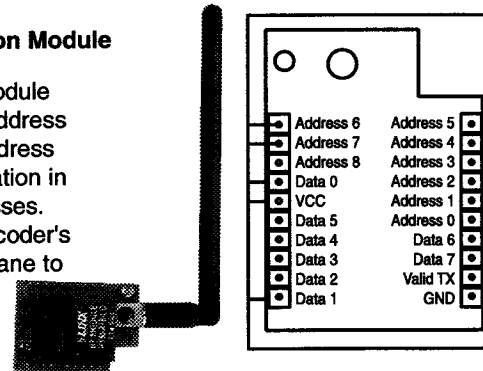 on Module
odule
ddress
dress
ation in
sses.
coder's
ane to
LINX
Address 6 Address 5
Address 7 Address 4
Address 8 Address 3
Data 0 Address 2
VCC Address 1
Data 5 Address 0
Data 4 Data 6
Data 3 Data 7
Data 2 Valid TX
Data 1 GND